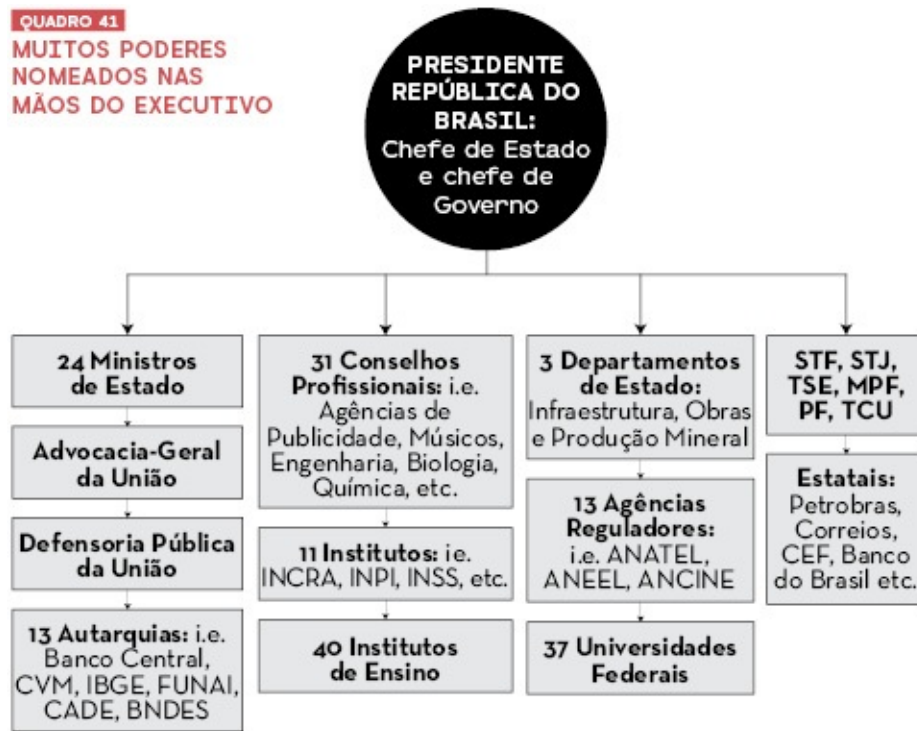 QUADRO 41
MUITOS PODERES
NOMEADOS NAS
MÃOS DO EXECUTIVO
PRESIDENTE
REPÚBLICA DO
BRASIL:
Chefe de Estado
e chefe de
Governo
24 Ministros
de Estado
Advocacia-Geral
da União
Defensoria Pública
da União
13 Autarquias: i.e.
Banco Central,
CVM, IBGE, FUNAI,
CADE, BNDES
31 Conselhos
Profissionais: i.e.
Agências de
Publicidade, Músicos,
Engenharia, Biologia,
Química, etc.
11 Institutos: ie.
INCRA, INPI, INSS, etc.
40 Institutos
de Ensino
3 Departamentos
de Estado:
Infraestrutura, Obras
e Produção Mineral
13 Agências
Reguladores:
i.e. ANATEL,
ANEEL, ANCINE
37 Universidades
Federais
STF, STJ,
TSE, MPF,
PF, TCU
Estatais:
Petrobras,
Correios,
CEF, Banco
do Brasil etc.